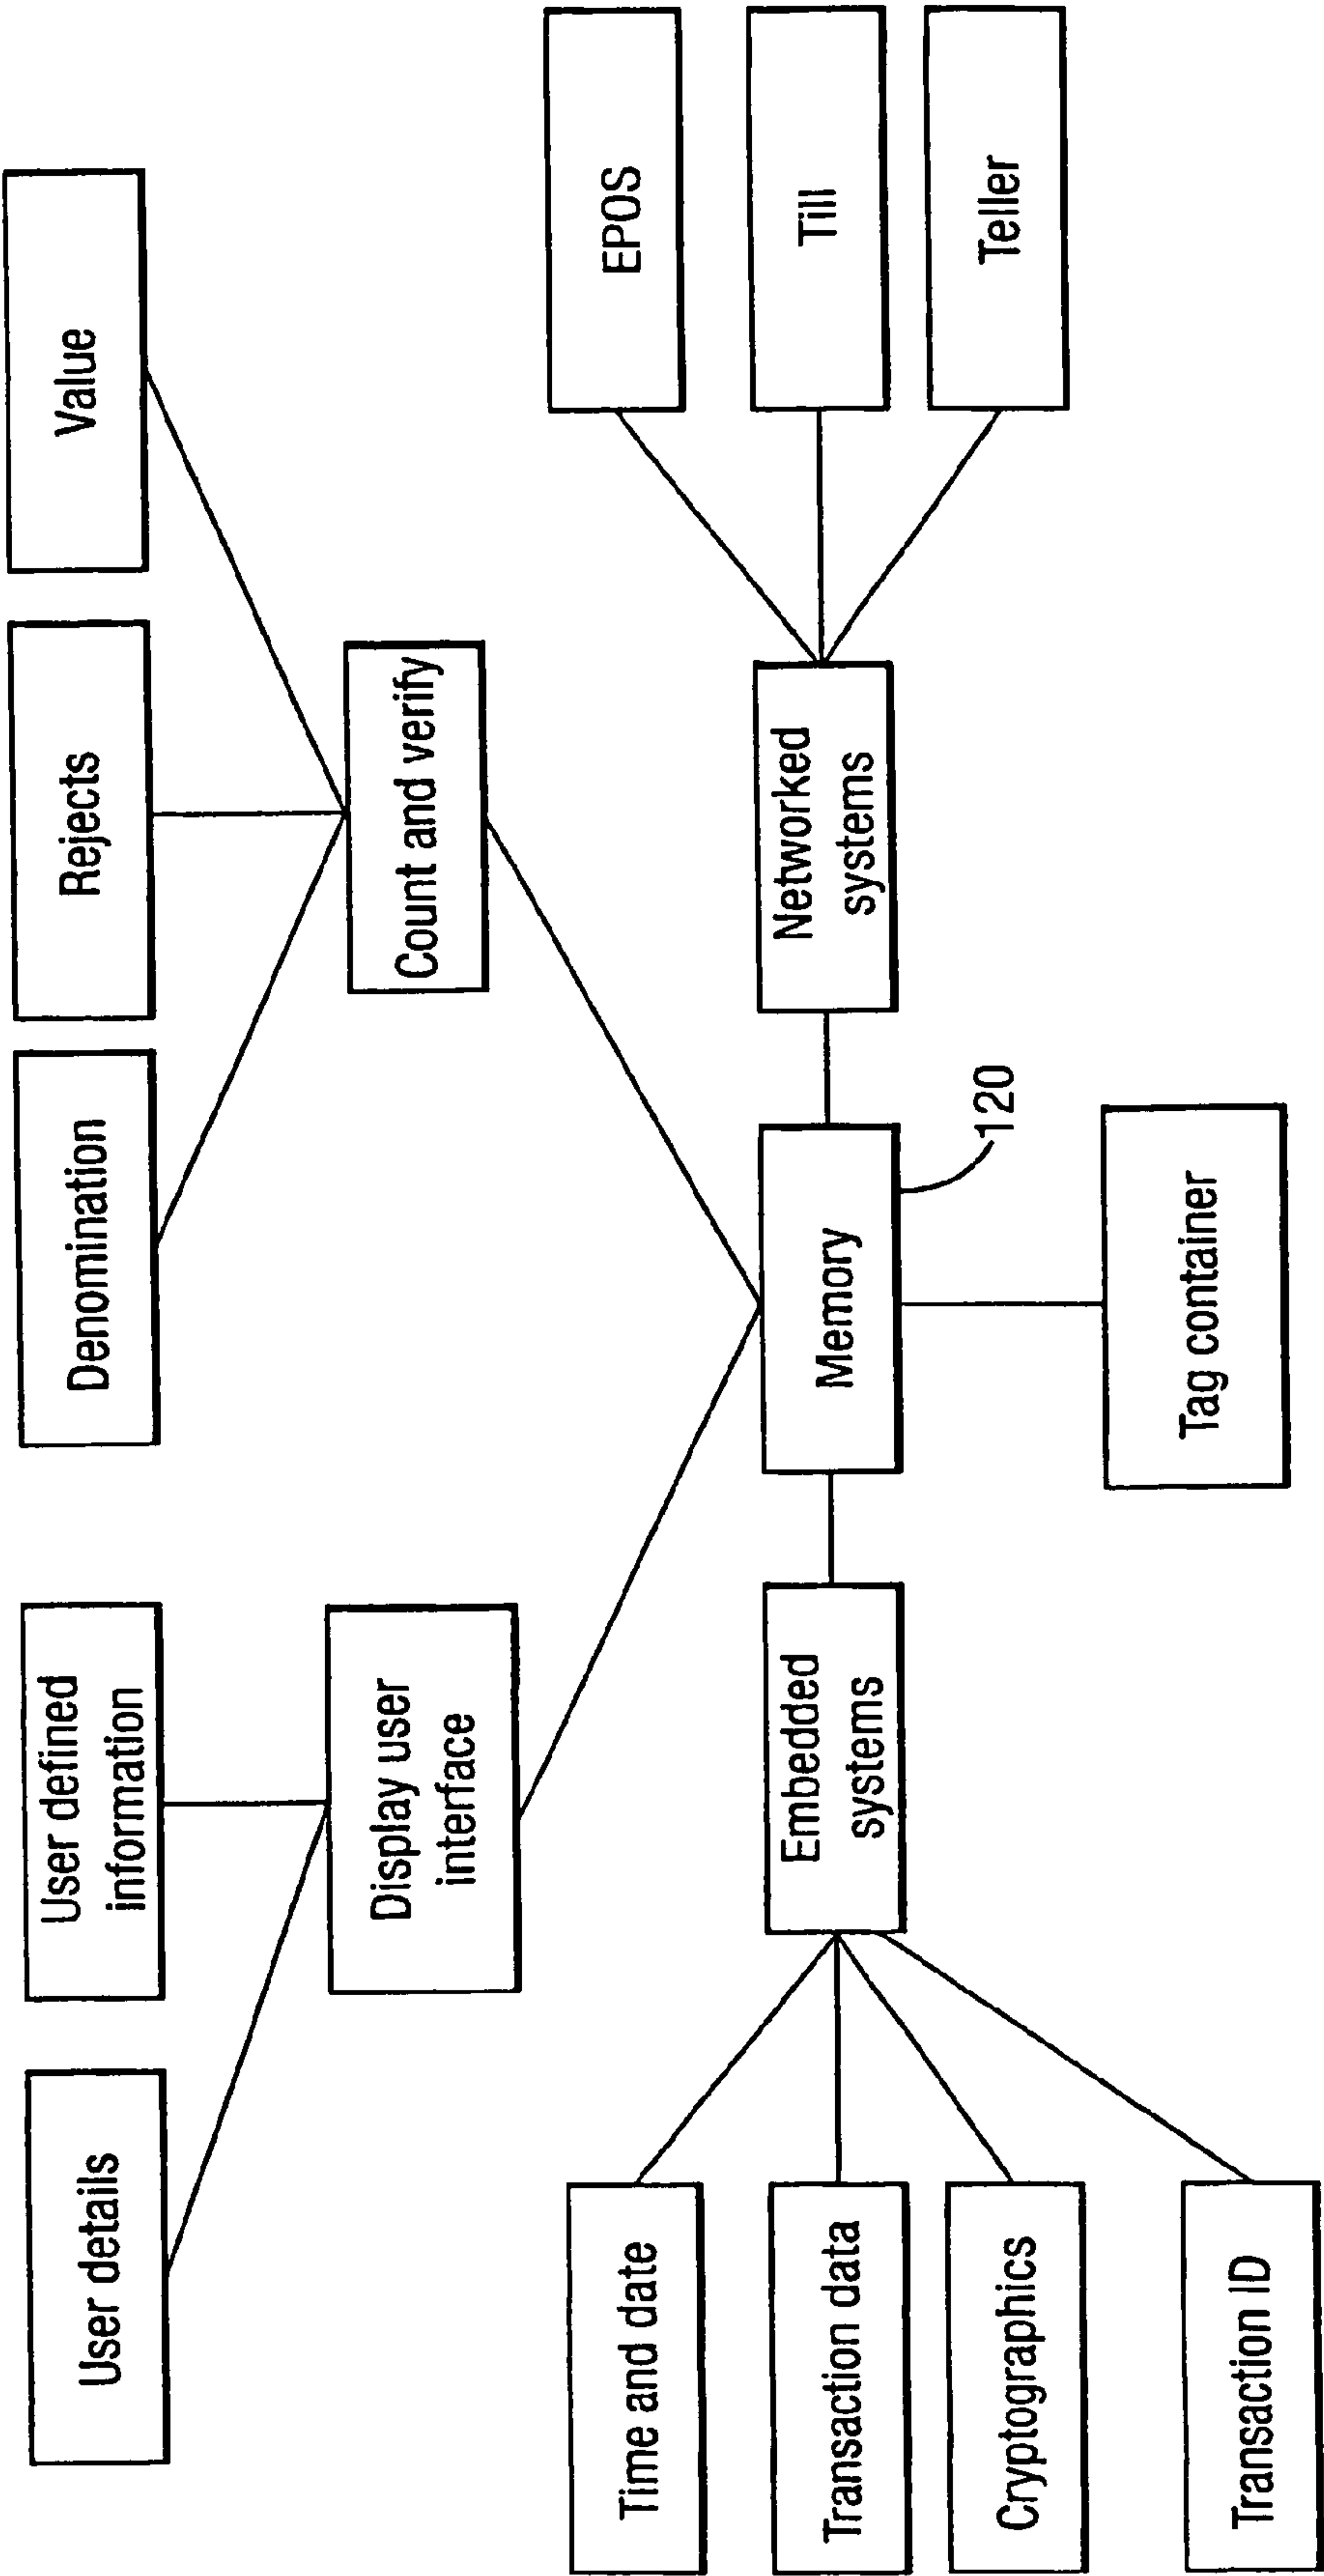 User details
User defined
information
Denomination
Rejects
Value
Display user
interface
Count and verify
Time and date
Transaction data
Cryptographics
Transaction ID
Embedded
systems
Memory
120
Networked
systems
EPOS
Till
Teller
Tag container